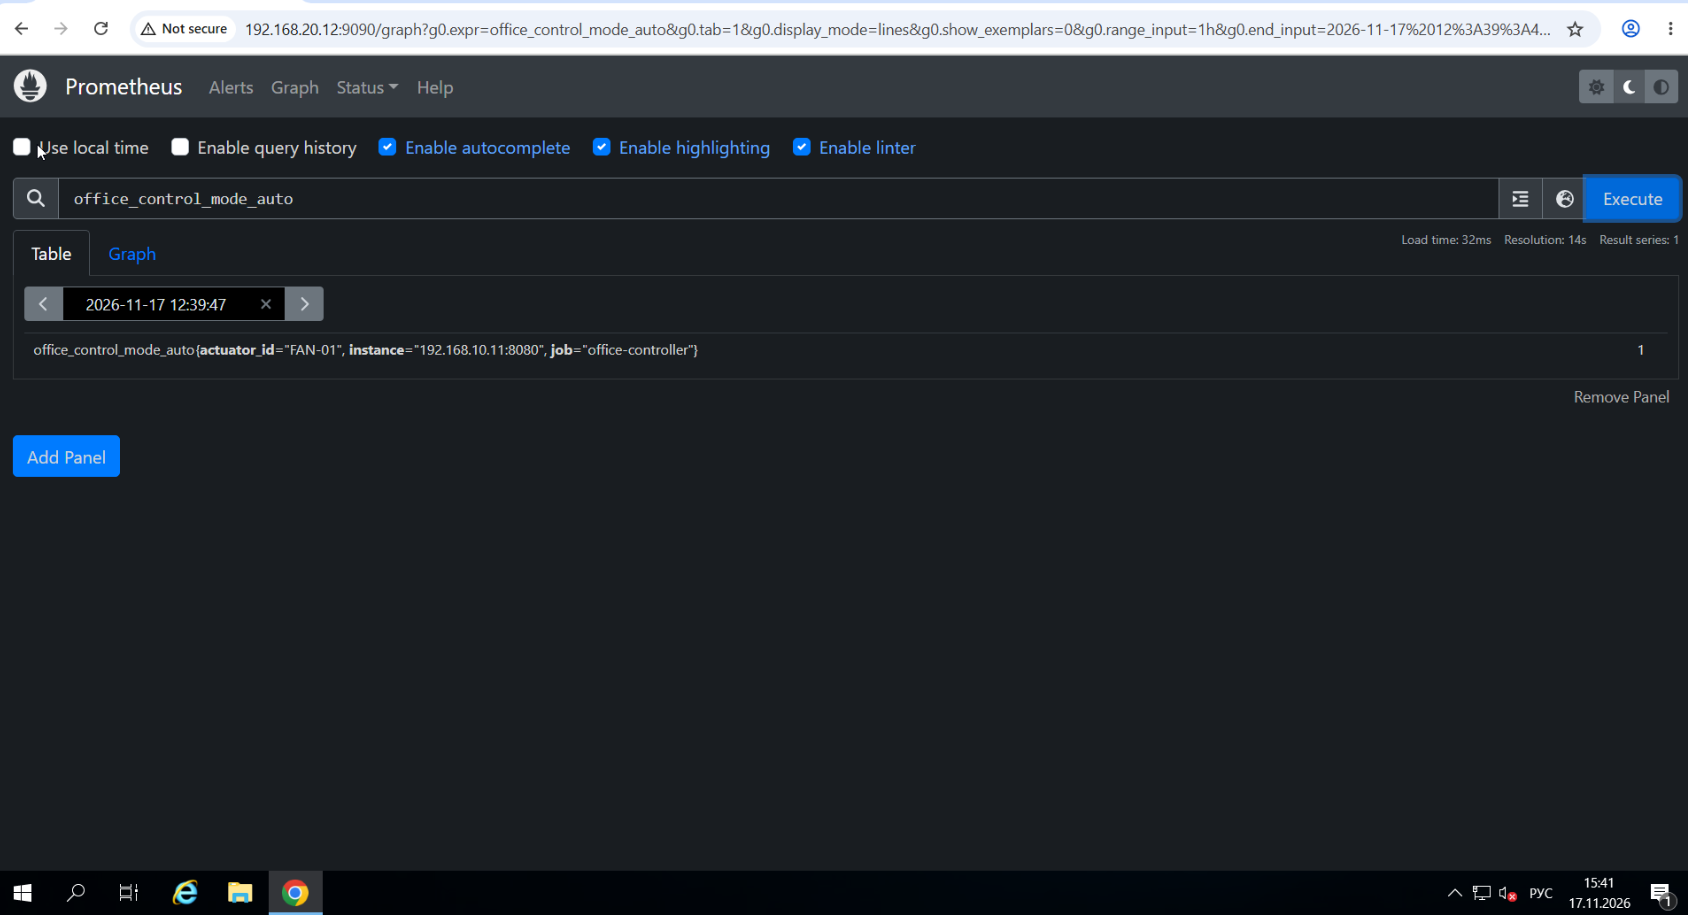 Not secure 192.168.20.12:9090/graph?g0.expr=office_control_mode_auto&g0.tab=1&g0.display_mode=lines&g0.show_exemplars=0&g0.range_input=1h&g0.end_input=2026-11-17%2012%3A39%3A4...
Prometheus Alerts Graph Status Help
Use local time Enable query history Enable autocomplete Enable highlighting Enable linter
office_control_mode_auto Execute
Table Graph Load time: 32ms Resolution: 14s Result series: 1
2026-11-17 12:39:47
office_control_mode_auto{actuator_id="FAN-01", instance="192.168.10.11:8080", job="office-controller"} 1
Remove Panel
Add Panel
РУС 15:41
17.11.2026 1